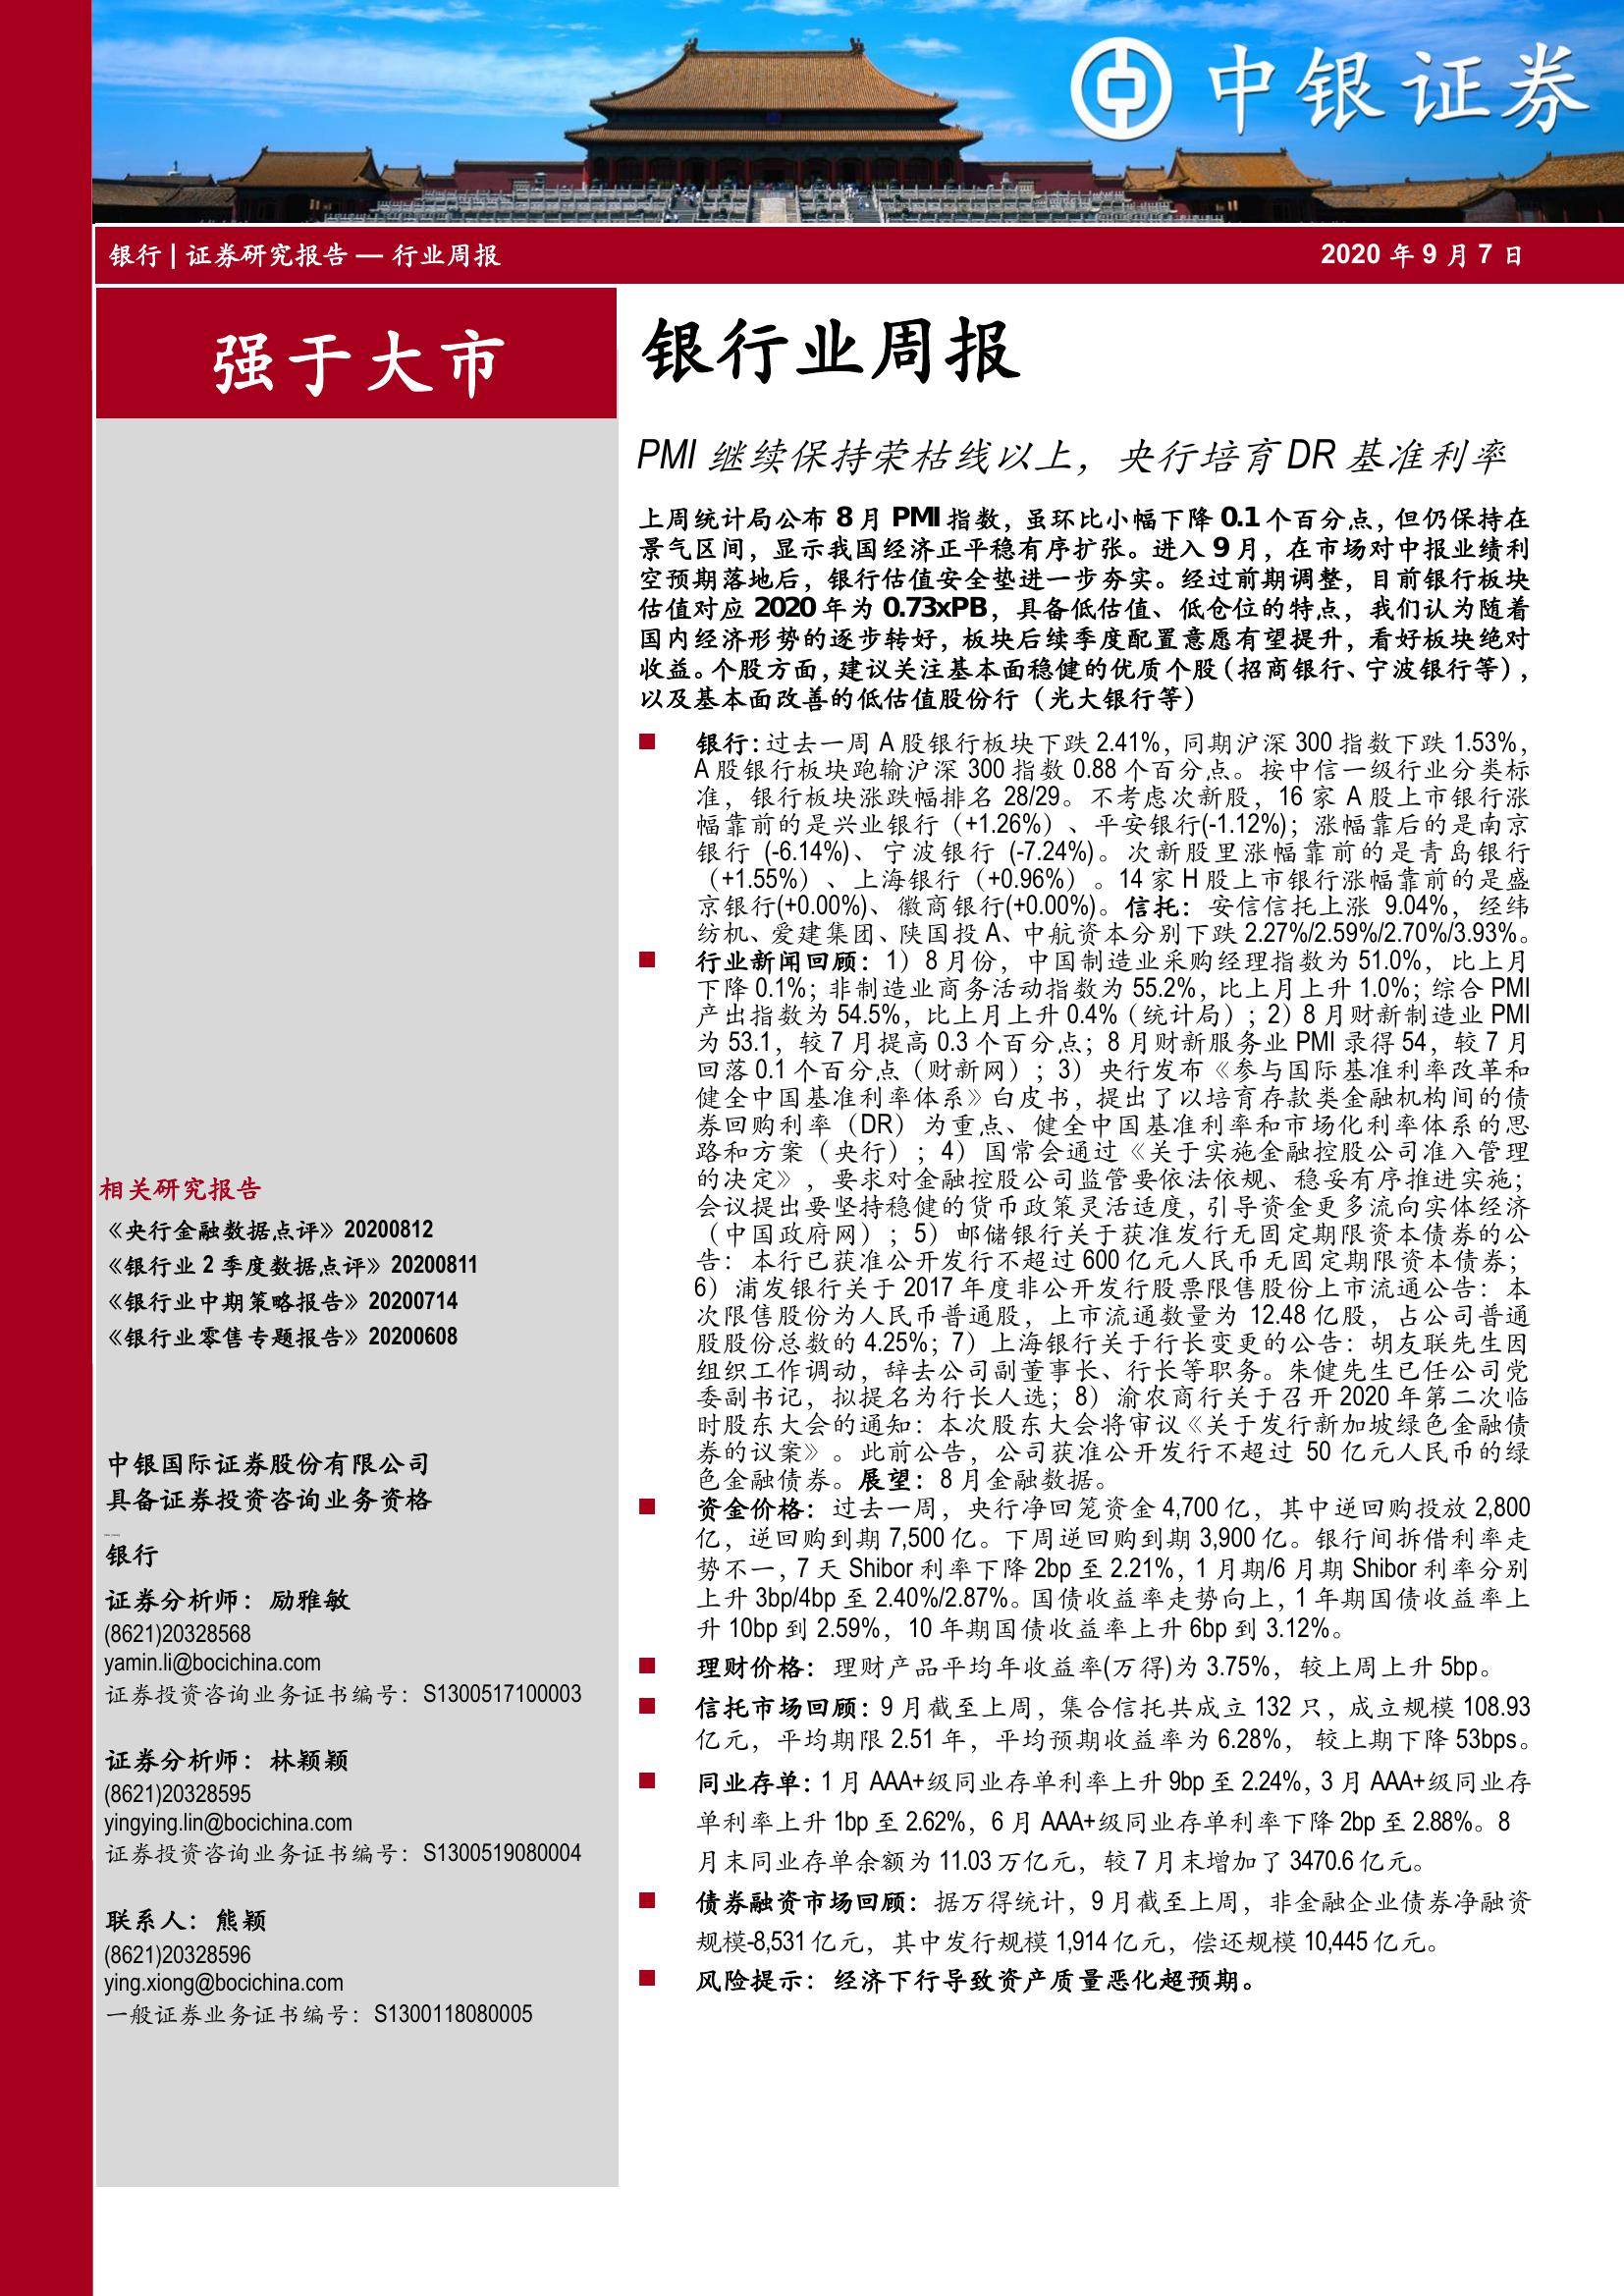 中银证券
银行 | 证券研究报告 — 行业周报
2020 年 9 月 7 日
强于大市
相关研究报告
《央行金融数据点评》20200812
《银行业 2 季度数据点评》20200811
《银行业中期策略报告》20200714
《银行业零售专题报告》20200608
中银国际证券股份有限公司
具备证券投资咨询业务资格
银行
证券分析师：励雅敏
(8621)20328568
yamin.li@bocichina.com
证券投资咨询业务证书编号：S1300517100003
证券分析师：林颖颖
(8621)20328595
yingying.lin@bocichina.com
证券投资咨询业务证书编号：S1300519080004
联系人：熊颖
(8621)20328596
ying.xiong@bocichina.com
一般证券业务证书编号：S1300118080005
银行业周报
PMI 继续保持荣枯线以上，央行培育 DR 基准利率
上周统计局公布 8 月 PMI 指数，虽环比小幅下降 0.1 个百分点，但仍保持在
景气区间，显示我国经济正平稳有序扩张。进入 9 月，在市场对中报业绩利
空预期落地后，银行估值安全垫进一步夯实。经过前期调整，目前银行板块
估值对应 2020 年为 0.73xPB，具备低估值、低仓位的特点，我们认为随着
国内经济形势的逐步转好，板块后续季度配置意愿有望提升，看好板块绝对
收益。个股方面，建议关注基本面稳健的优质个股（招商银行、宁波银行等），
以及基本面改善的低估值股份行（光大银行等）
银行：过去一周 A 股银行板块下跌 2.41%，同期沪深 300 指数下跌 1.53%，
A 股银行板块跑输沪深 300 指数 0.88 个百分点。按中信一级行业分类标
准，银行板块涨跌幅排名 28/29。不考虑次新股，16 家 A 股上市银行涨
幅靠前的是兴业银行（+1.26%）、平安银行(-1.12%)；涨幅靠后的是南京
银行 (-6.14%)、宁波银行 (-7.24%)。次新股里涨幅靠前的是青岛银行
（+1.55%）、上海银行（+0.96%）。14 家 H 股上市银行涨幅靠前的是盛
京银行(+0.00%)、徽商银行(+0.00%)。信托：安信信托上涨 9.04%，经纬
纺机、爱建集团、陕国投 A、中航资本分别下跌 2.27%/2.59%/2.70%/3.93%。
行业新闻回顾：1）8 月份，中国制造业采购经理指数为 51.0%，比上月
下降 0.1%；非制造业商务活动指数为 55.2%，比上月上升 1.0%；综合 PMI
产出指数为 54.5%，比上月上升 0.4%（统计局）；2）8 月财新制造业 PMI
为 53.1，较 7 月提高 0.3 个百分点；8 月财新服务业 PMI 录得 54，较 7 月
回落 0.1 个百分点（财新网）；3）央行发布《参与国际基准利率改革和
健全中国基准利率体系》白皮书，提出了以培育存款类金融机构间的债
券回购利率（DR）为重点、健全中国基准利率和市场化利率体系的思
路和方案（央行）；4）国常会通过《关于实施金融控股公司准入管理
的决定》，要求对金融控股公司监管要依法依规、稳妥有序推进实施；
会议提出要坚持稳健的货币政策灵活适度，引导资金更多流向实体经济
（中国政府网）；5）邮储银行关于获准发行无固定期限资本债券的公
告：本行已获准公开发行不超过 600 亿元人民币无固定期限资本债券；
6）浦发银行关于 2017 年度非公开发行股票限售股份上市流通公告：本
次限售股份为人民币普通股，上市流通数量为 12.48 亿股，占公司普通
股股份总数的 4.25%；7）上海银行关于行长变更的公告：胡友联先生因
组织工作调动，辞去公司副董事长、行长等职务。朱健先生已任公司党
委副书记，拟提名为行长人选；8）渝农商行关于召开 2020 年第二次临
时股东大会的通知：本次股东大会将审议《关于发行新加坡绿色金融债
券的议案》。此前公告，公司获准公开发行不超过 50 亿元人民币的绿
色金融债券。展望：8 月金融数据。
资金价格：过去一周，央行净回笼资金 4,700 亿，其中逆回购投放 2,800
亿，逆回购到期 7,500 亿。下周逆回购到期 3,900 亿。银行间拆借利率走
势不一，7 天 Shibor 利率下降 2bp 至 2.21%，1 月期/6 月期 Shibor 利率分别
上升 3bp/4bp 至 2.40%/2.87%。国债收益率走势向上，1 年期国债收益率上
升 10bp 到 2.59%，10 年期国债收益率上升 6bp 到 3.12%。
理财价格：理财产品平均年收益率(万得)为 3.75%，较上周上升 5bp。
信托市场回顾：9 月截至上周，集合信托共成立 132 只，成立规模 108.93
亿元，平均期限 2.51 年，平均预期收益率为 6.28%，较上期下降 53bps。
同业存单：1 月 AAA+级同业存单利率上升 9bp 至 2.24%，3 月 AAA+级同业存
单利率上升 1bp 至 2.62%，6 月 AAA+级同业存单利率下降 2bp 至 2.88%。8
月末同业存单余额为 11.03 万亿元，较 7 月末增加了 3470.6 亿元。
债券融资市场回顾：据万得统计，9 月截至上周，非金融企业债券净融资
规模-8,531 亿元，其中发行规模 1,914 亿元，偿还规模 10,445 亿元。
风险提示：经济下行导致资产质量恶化超预期。